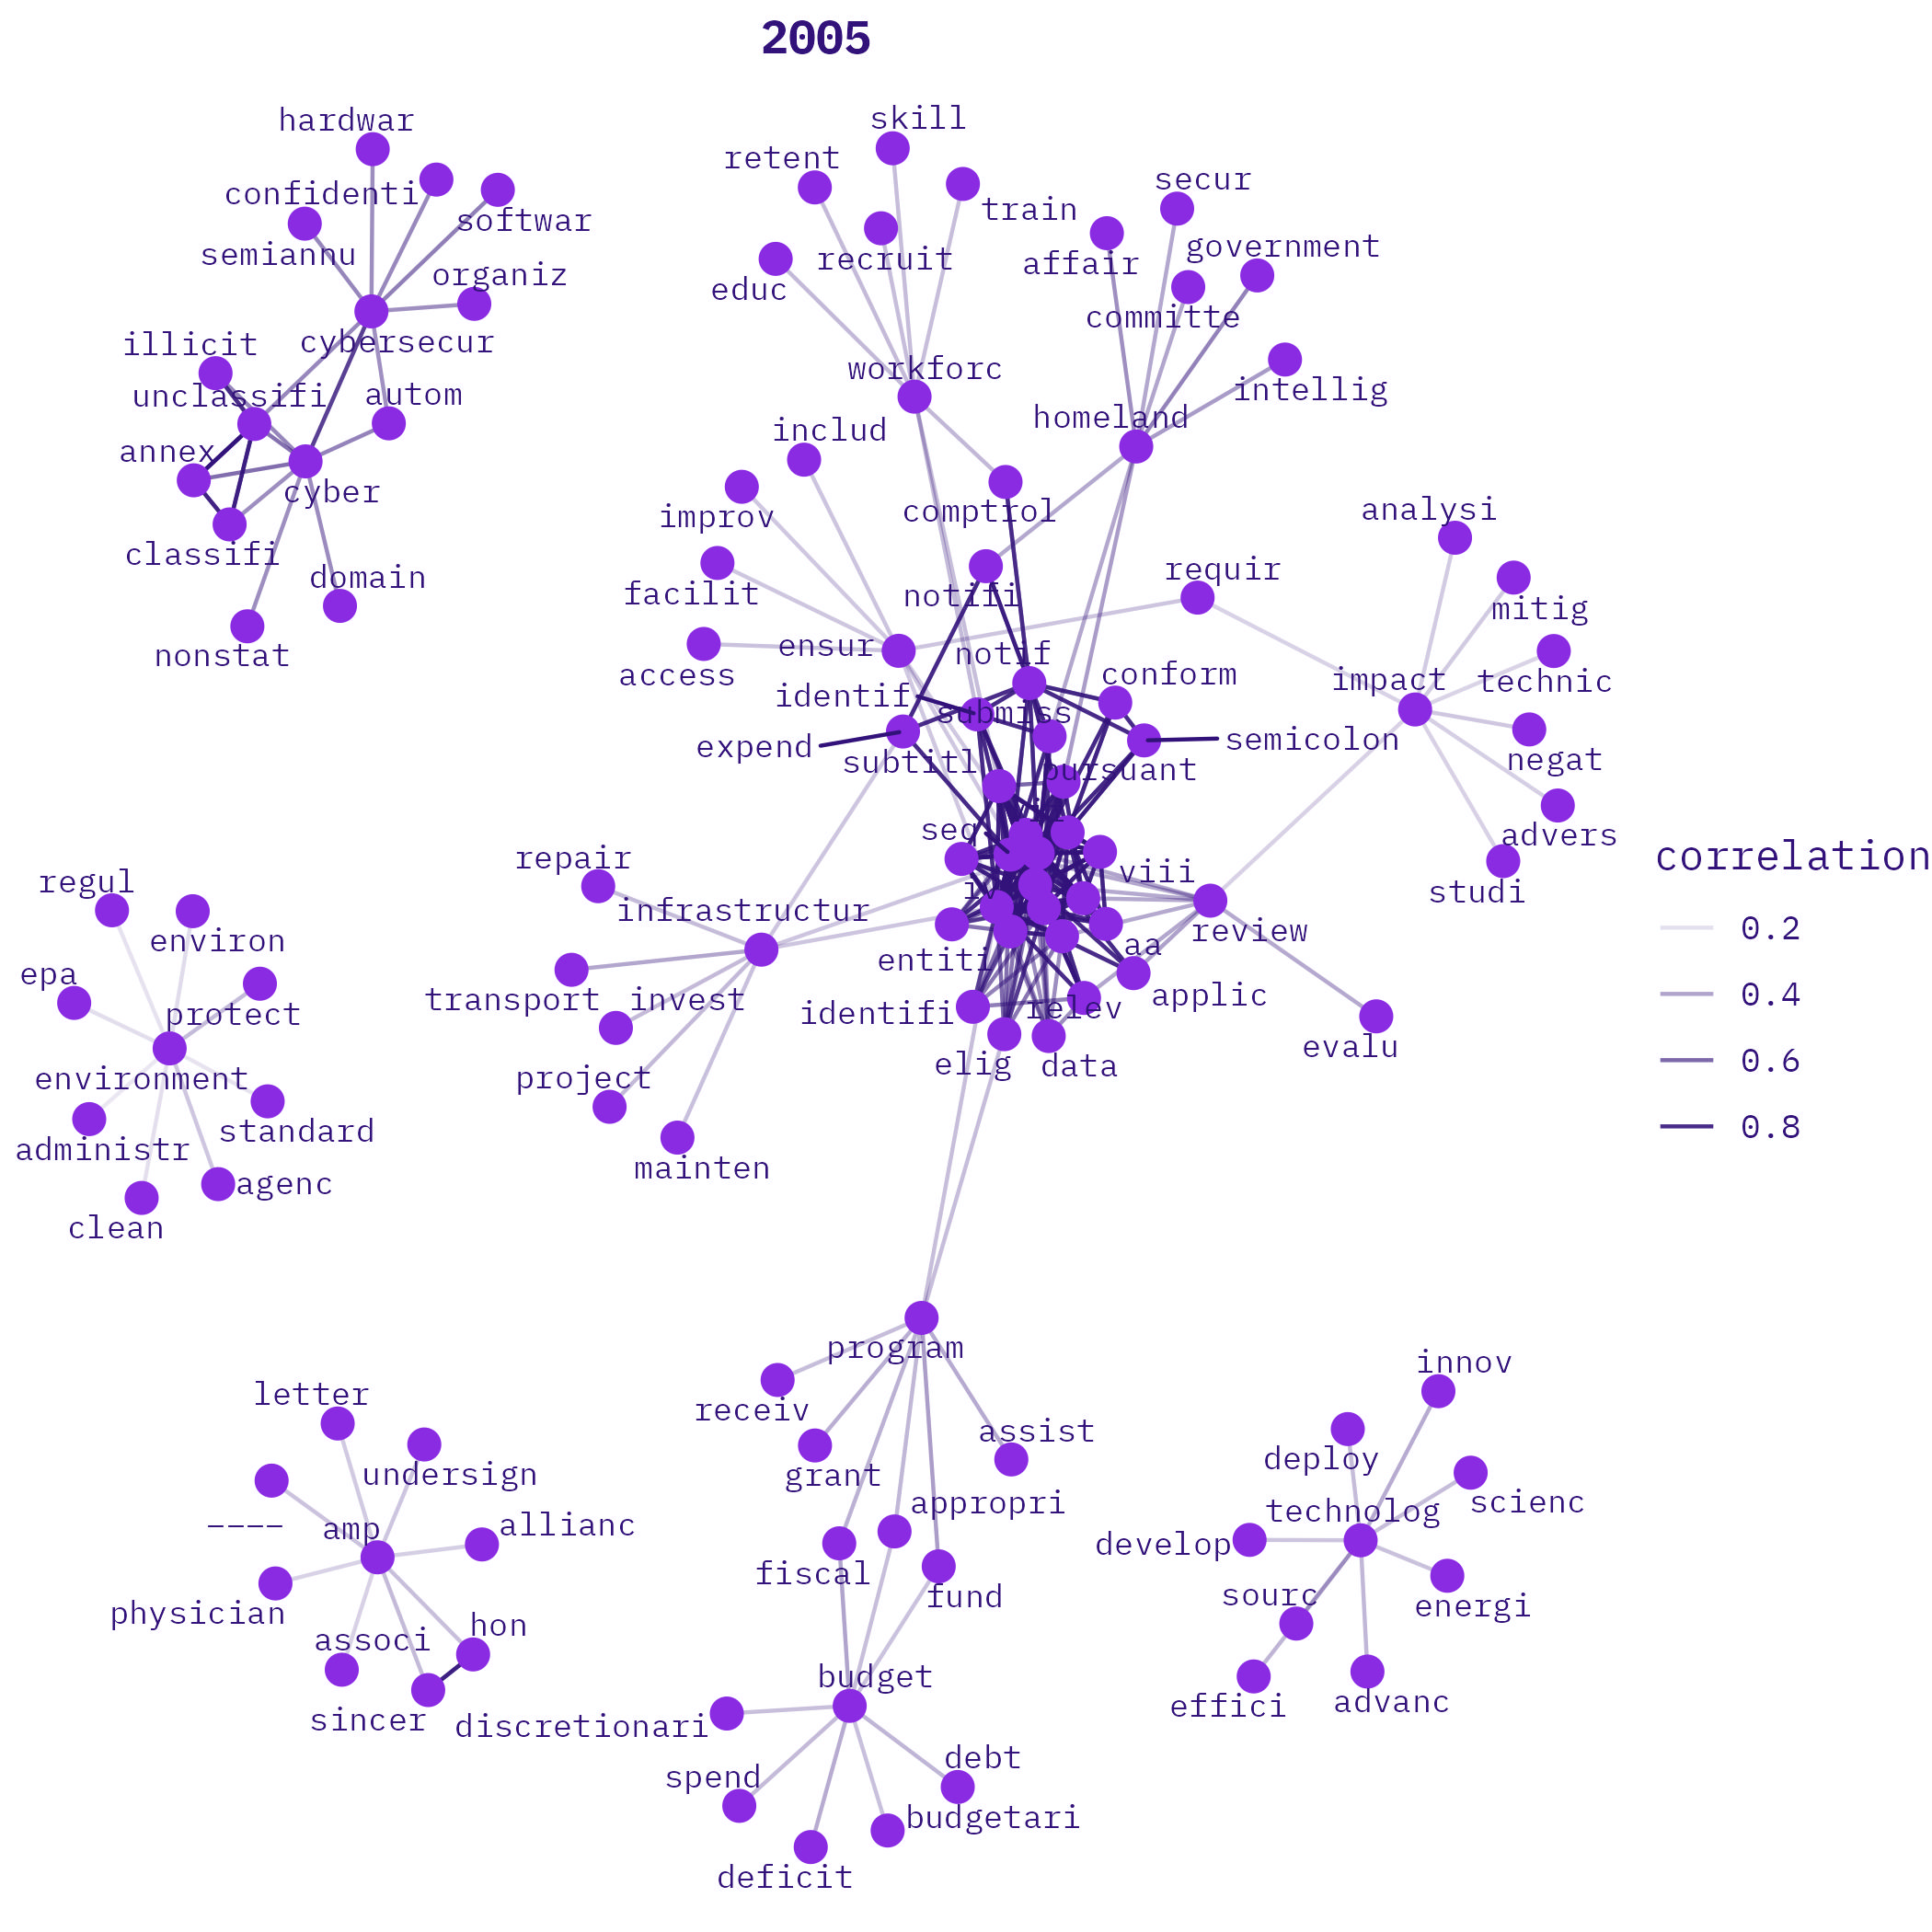 2005
hardwar
skill
retent
confidenti
secur
train
softwar
government
semiannu
recruit
affair
organiz
educ
committe
illicit
cybersecur
workforc
intellig
unclassifi
autom
homeland
includ
annex
cyber
improv
comptrol
analysi
classifi
domain
facilit
notifi
requir
mitig
nonstat
ensur
notif
access
identif
conform
impact
technic
submiss
expend
semicolon
subtitl
pursuant
negat
seq
advers
correlation
repair
viii
studi
regul
iv
infrastructur
0.2
environ
aa
review
entiti
epa
transport
invest
applic
0.4
protect
identifi
relev
evalu
elig
data
0.6
environment
project
standard
0.8
administr
mainten
agenc
clean
program
innov
letter
receiv
assist
undersign
grant
deploy
appropri
scienc
----
amp
allianc
technolog
develop
fiscal
fund
sourc
energi
physician
associ
hon
budget
effici
advanc
sincer
discretionari
debt
spend
budgetari
deficit